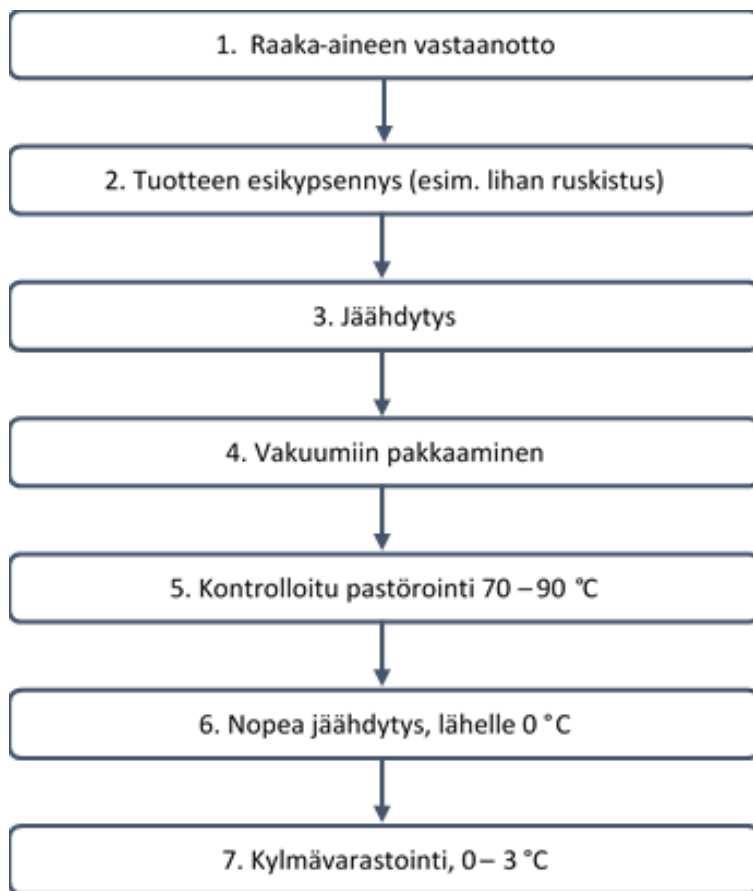 1. Raaka-aineen vastaanotto
2. Tuotteen esikypsennys (esim. lihan ruskistus)
3. Jäähdytys
4. Vakuumiin pakkaaminen
5. Kontrolloitu pastörointi 70 – 90 °C
6. Nopea jäähdytys, lähelle 0 °C
7. Kylmävarastointi, 0 – 3 °C